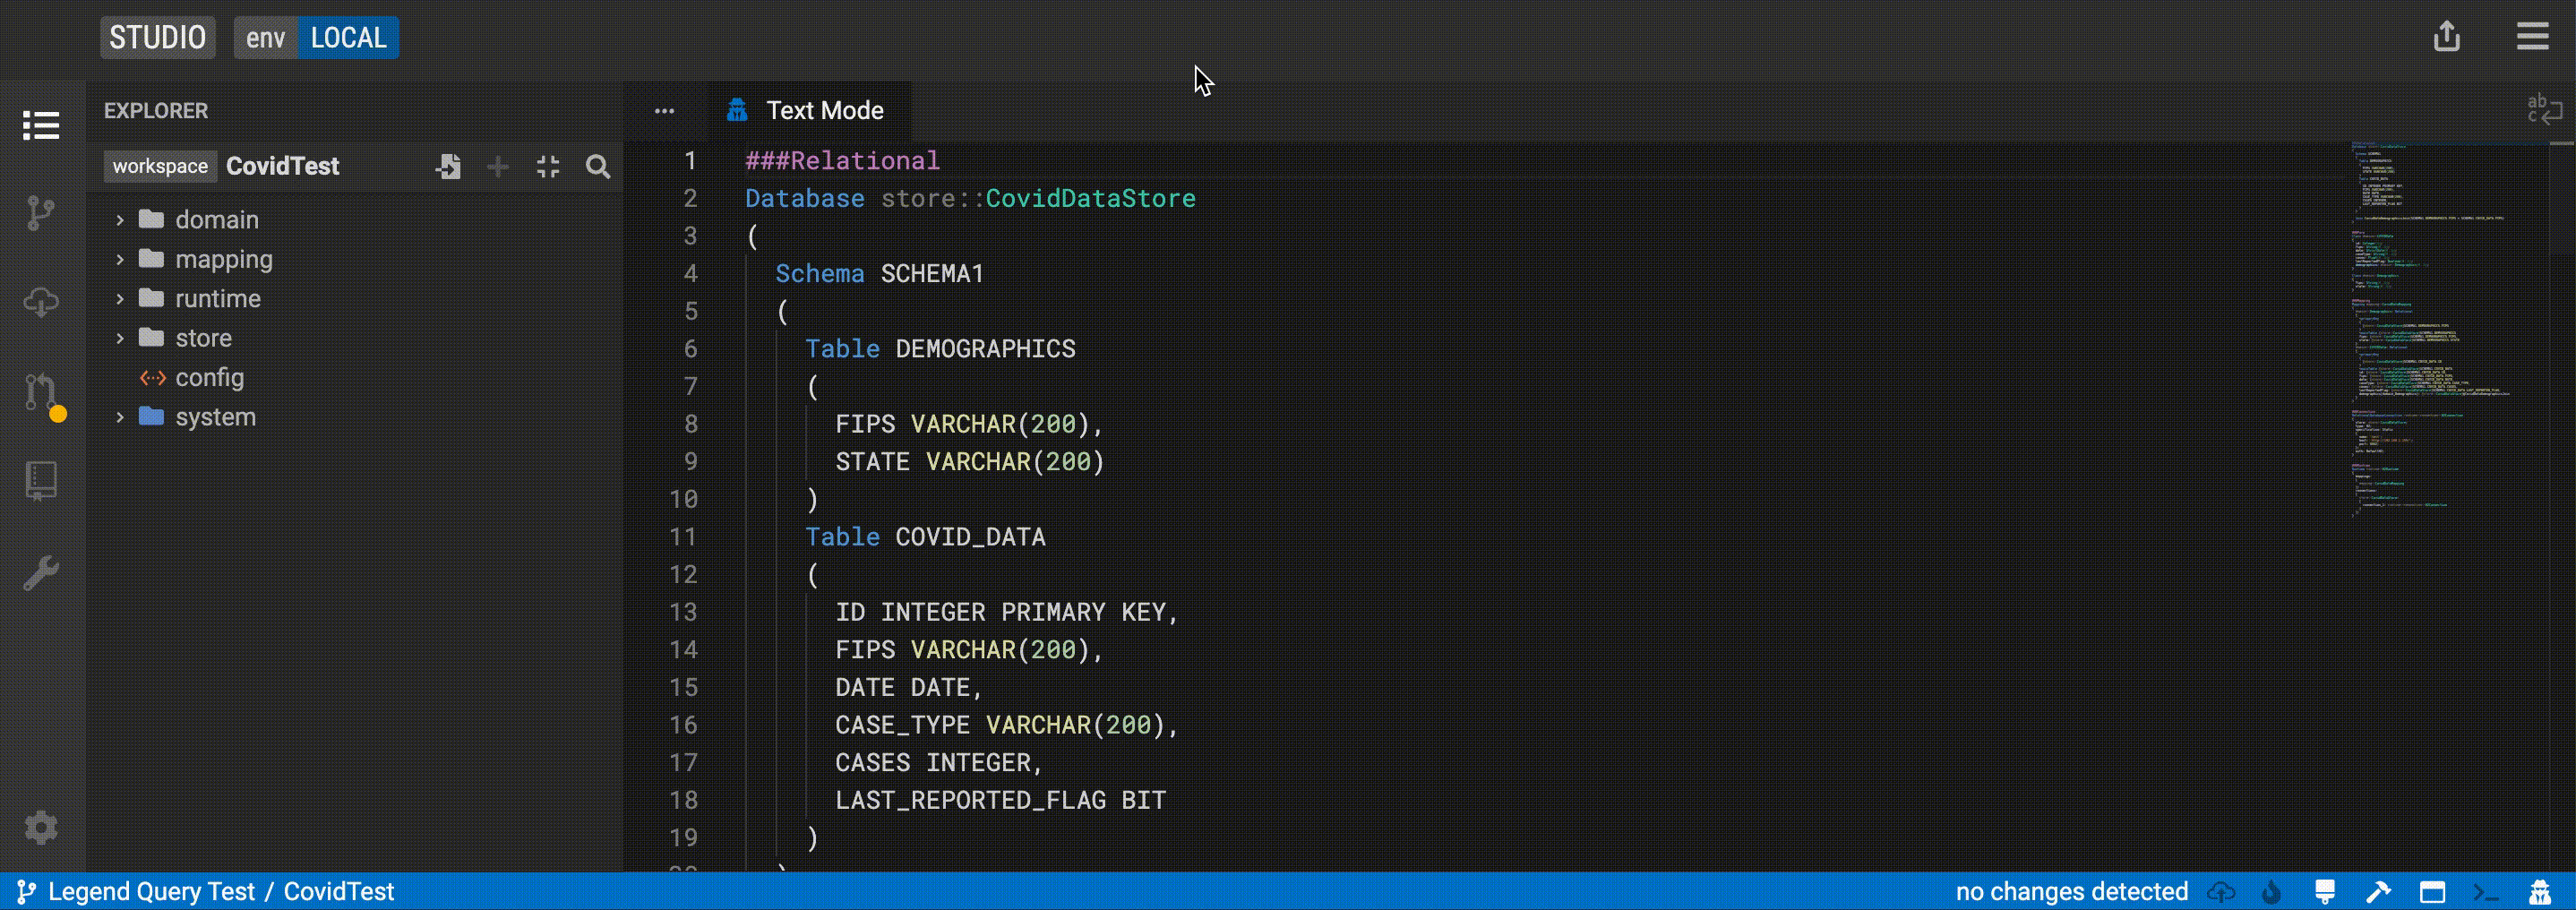 STUDIO env LOCAL
EXPLORER
workspace CovidTest
domain
mapping
runtime
store
config
system
... Text Mode
1 ###Relational
2 Database store::CovidDataStore
3 (
4 Schema SCHEMA1
5 (
6 Table DEMOGRAPHICS
7 (
8 FIPS VARCHAR(200),
9 STATE VARCHAR(200)
10 )
11 Table COVID_DATA
12 (
13 ID INTEGER PRIMARY KEY,
14 FIPS VARCHAR(200),
15 DATE DATE,
16 CASE_TYPE VARCHAR(200),
17 CASES INTEGER,
18 LAST_REPORTED_FLAG BIT
19 )
Legend Query Test / CovidTest
no changes detected